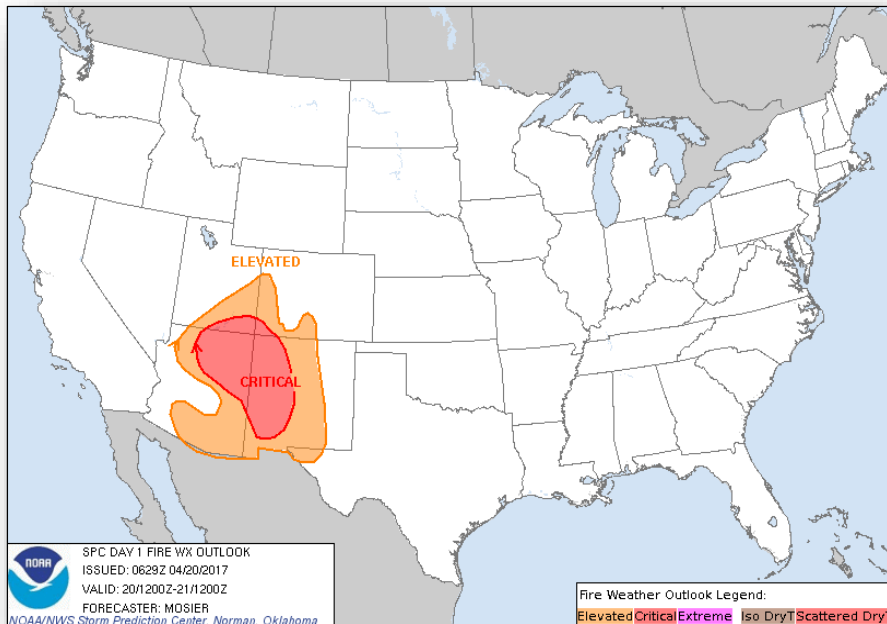 ELEVATED
CRITICAL
NOAA
SPC DAY 1 FIRE WX OUTLOOK
ISSUED: 0629Z 04/20/2017
VALID: 20/1200Z-21/1200Z
FORECASTER: MOSIER
NOAA/NWS Storm Prediction Center, Norman, Oklahoma
Fire Weather Outlook Legend:
Elevated Critical Extreme Iso DryT Scattered DryT